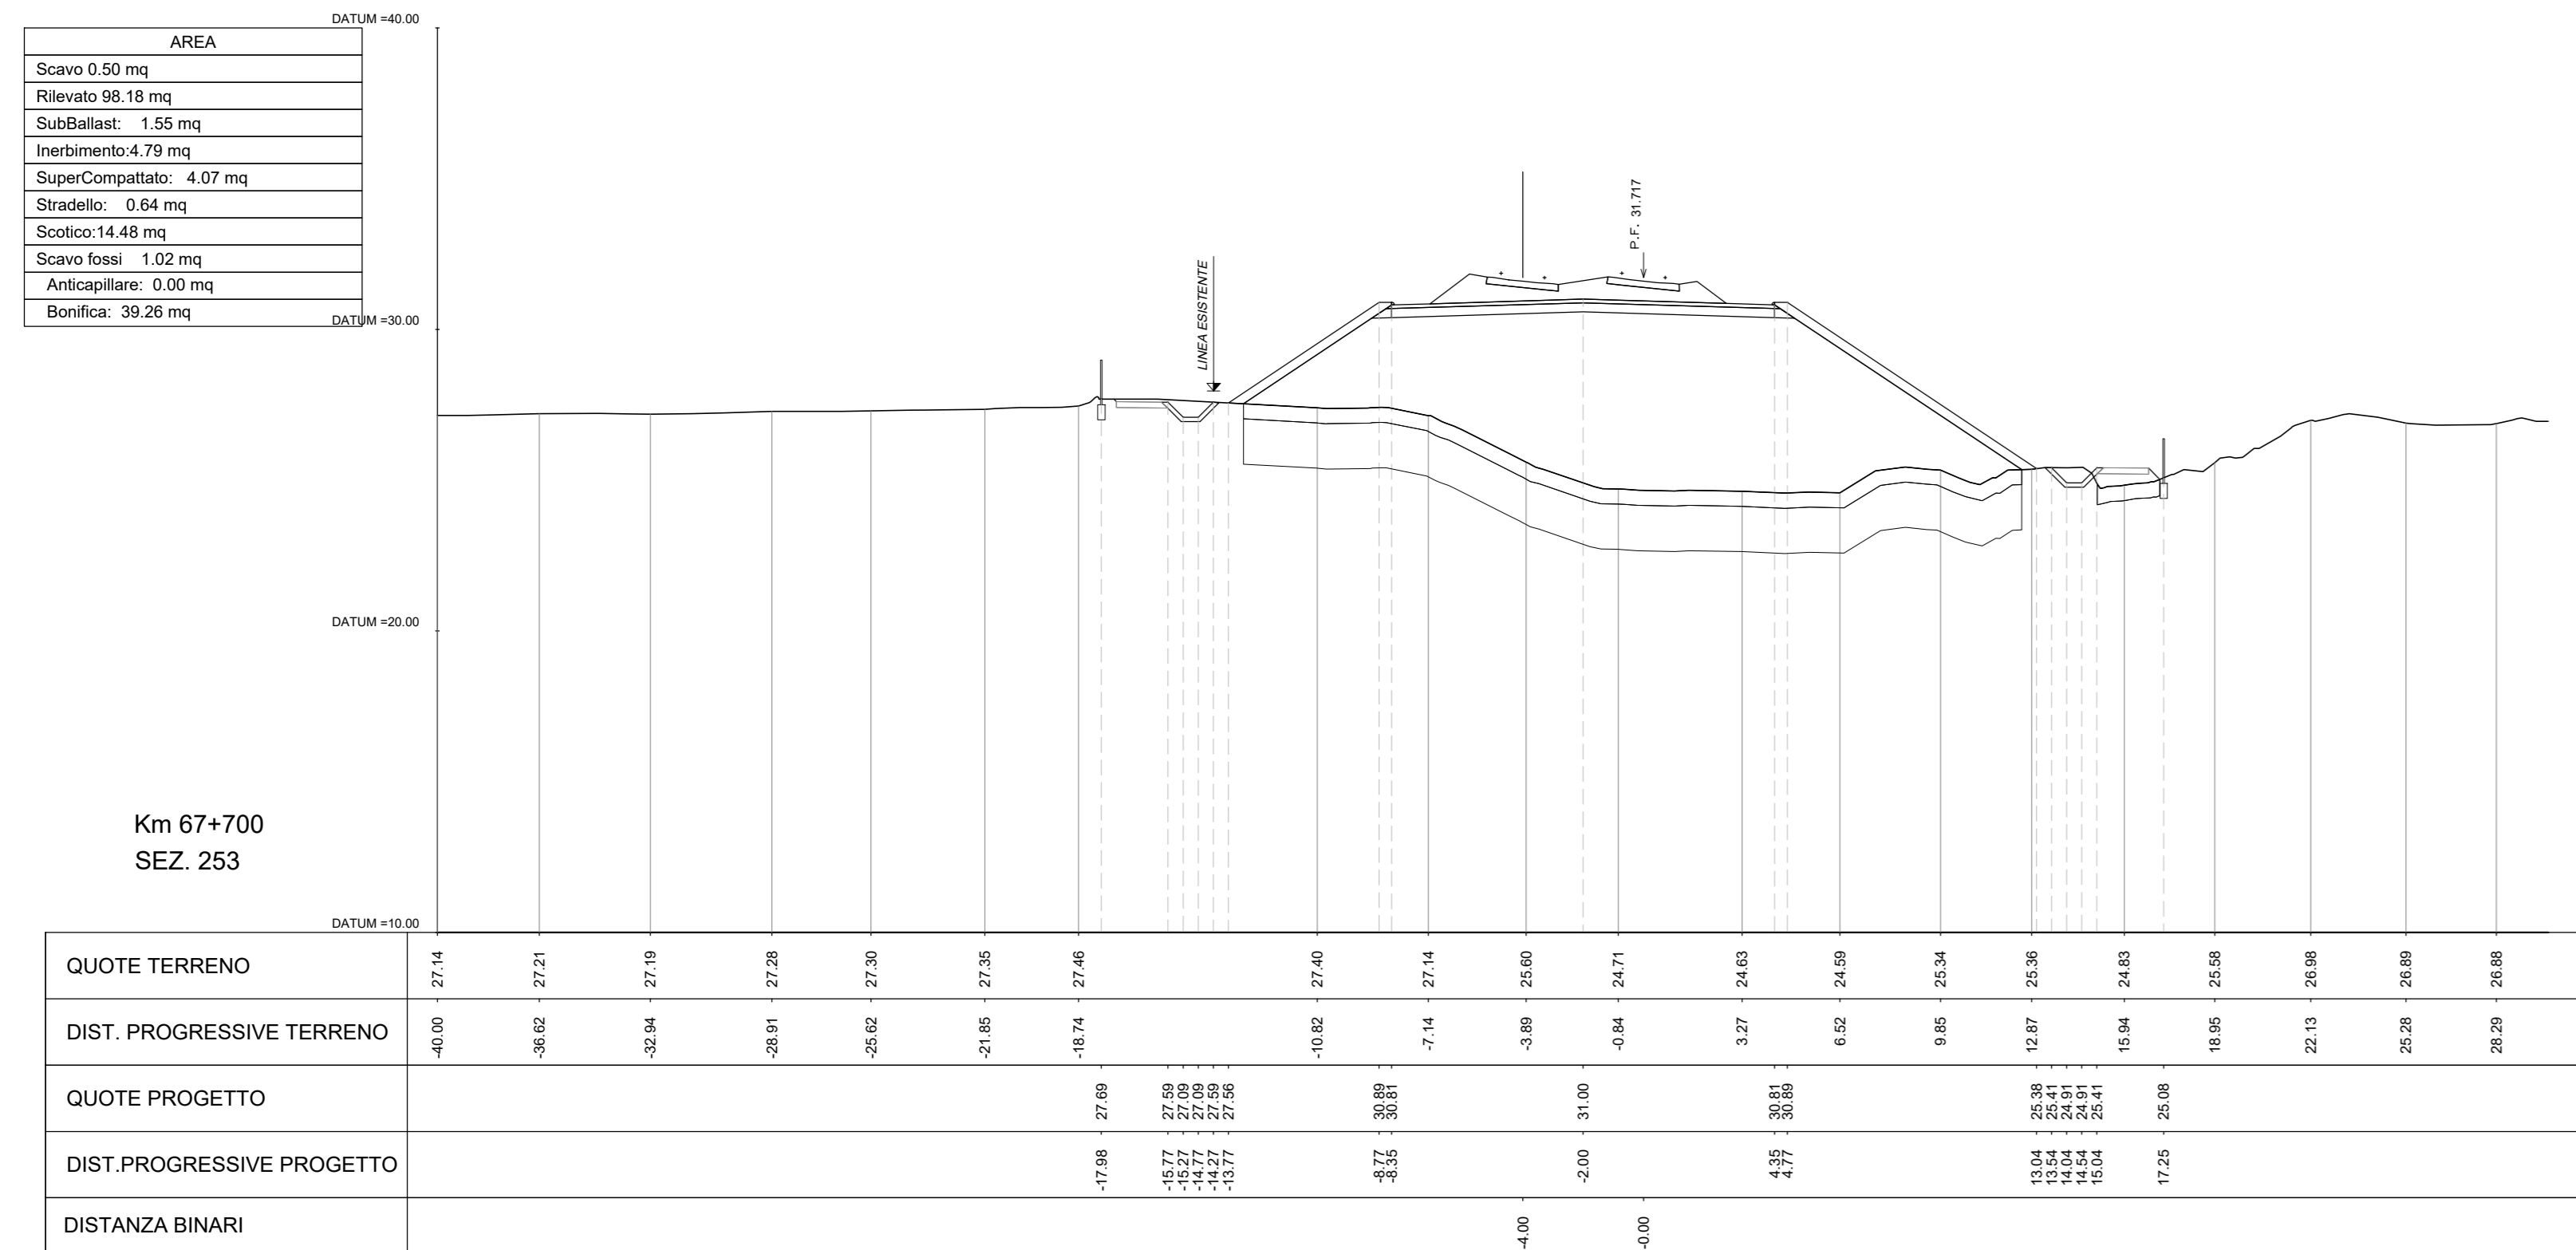 DATUM =40.00
AREA
Scavo 0.50 mq
Rilevato 98.18 mq
SubBallast: 1.55 mq
Inerbimento:4.79 mq
SuperCompattato: 4.07 mq
Stradello: 0.64 mq
Scotico:14.48 mq
Scavo fossi 1.02 mq
Anticapillare: 0.00 mq
Bonifica: 39.26 mq
DATUM =30.00
LINEA ESISTENTE
P.F. 31.717
DATUM =20.00
Km 67+700
SEZ. 253
DATUM =10.00
QUOTE TERRENO 27.14 27.21 27.19 27.28 27.30 27.35 27.46 27.40 27.14 25.60 24.71 24.63 24.59 25.34 25.36 24.83 25.58 26.98 26.89 26.88
DIST. PROGRESSIVE TERRENO -40.00 -36.62 -32.94 -28.91 -25.62 -21.85 -18.74 -10.82 -7.14 -3.89 -0.84 3.27 6.52 9.85 12.87 15.94 18.95 22.13 25.28 28.29
QUOTE PROGETTO 27.69 27.59 27.09 27.09 27.59 27.56 30.89 30.81 31.00 30.81 30.89 25.38 25.41 24.91 24.91 25.41 25.08
DIST.PROGRESSIVE PROGETTO -17.98 -15.77 -15.27 -14.77 -14.27 -13.77 -8.77 -8.35 -2.00 4.35 4.77 13.04 13.54 14.04 14.54 15.04 17.25
DISTANZA BINARI -4.00 -0.00